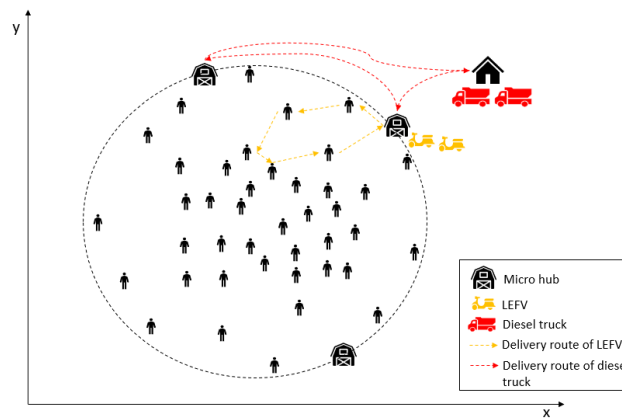 y
Micro hub
LEFV
Diesel truck
Delivery route of LEFV
Delivery route of diese
truck
x